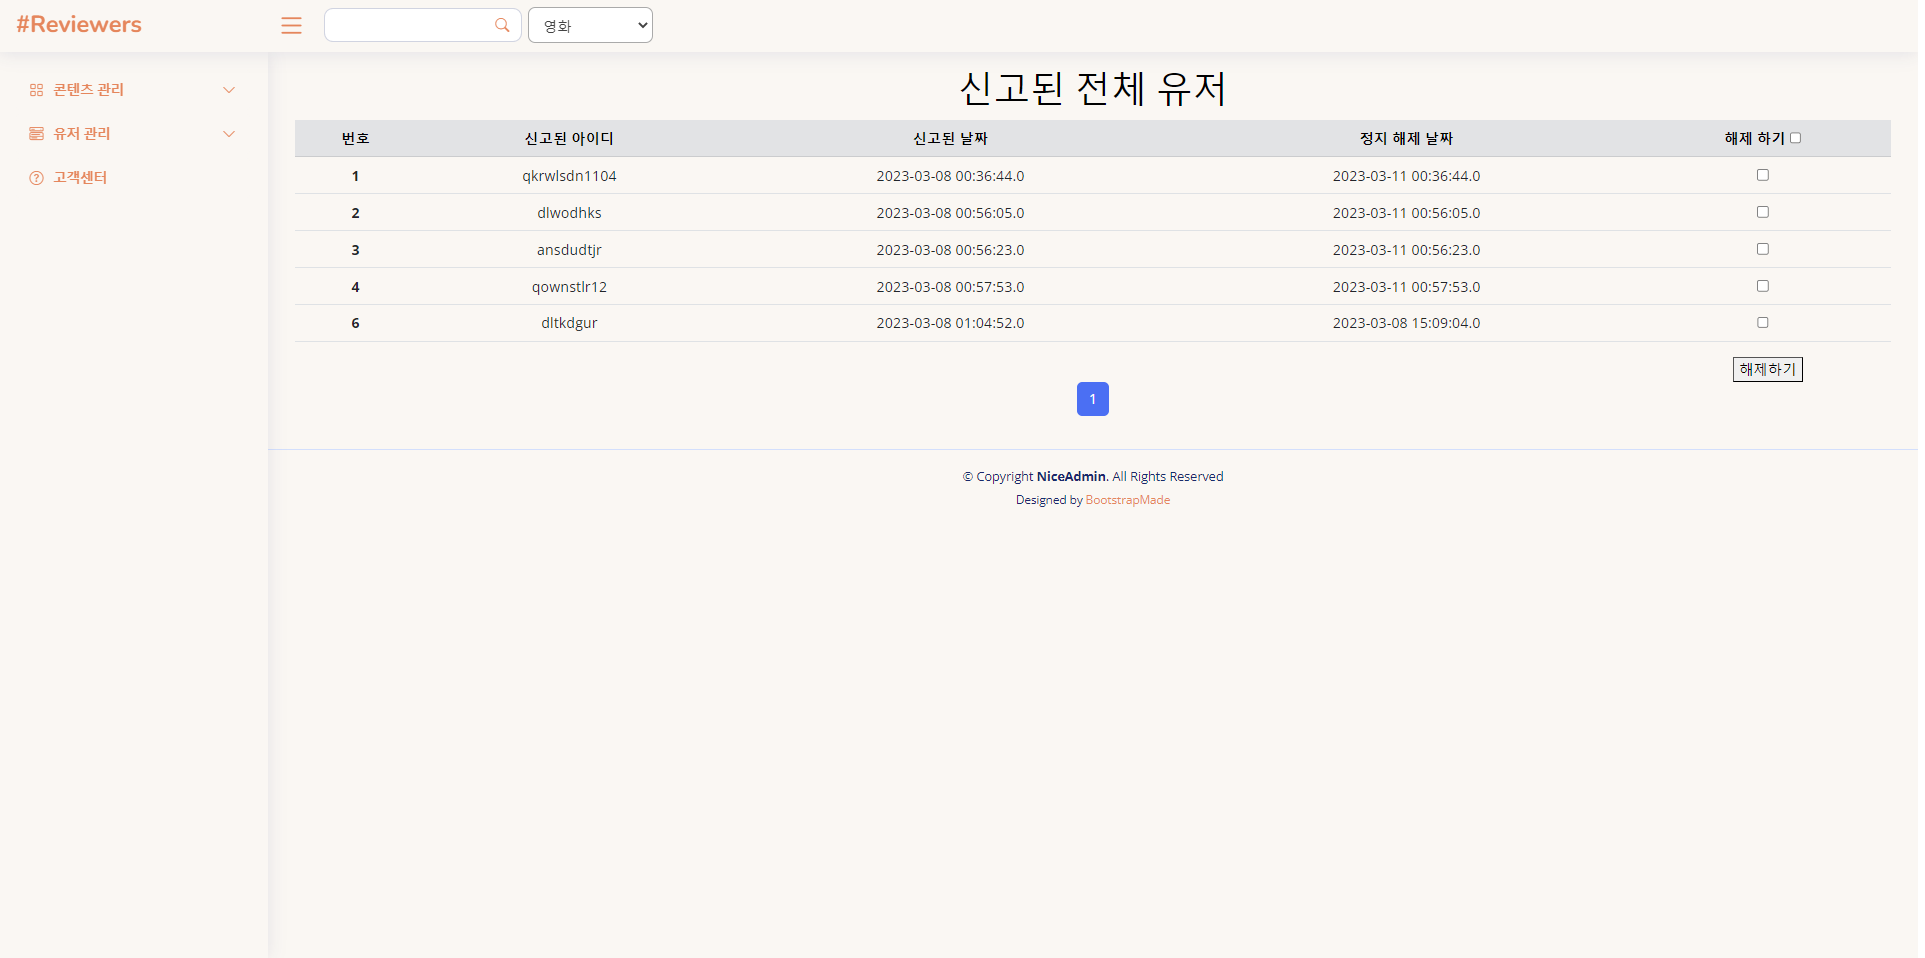 #Reviewers
영화
콘텐츠 관리
유저 관리
고객센터
신고된 전체 유저
번호 신고된 아이디 신고된 날짜 정지 해제 날짜 해제 하기
1 qkrwlsdn1104 2023-03-08 00:36:44.0 2023-03-11 00:36:44.0
2 dlwodhks 2023-03-08 00:56:05.0 2023-03-11 00:56:05.0
3 ansdudtjr 2023-03-08 00:56:23.0 2023-03-11 00:56:23.0
4 qownstlr12 2023-03-08 00:57:53.0 2023-03-11 00:57:53.0
6 dltkdgur 2023-03-08 01:04:52.0 2023-03-08 15:09:04.0
해제하기
1
© Copyright NiceAdmin. All Rights Reserved
Designed by BootstrapMade